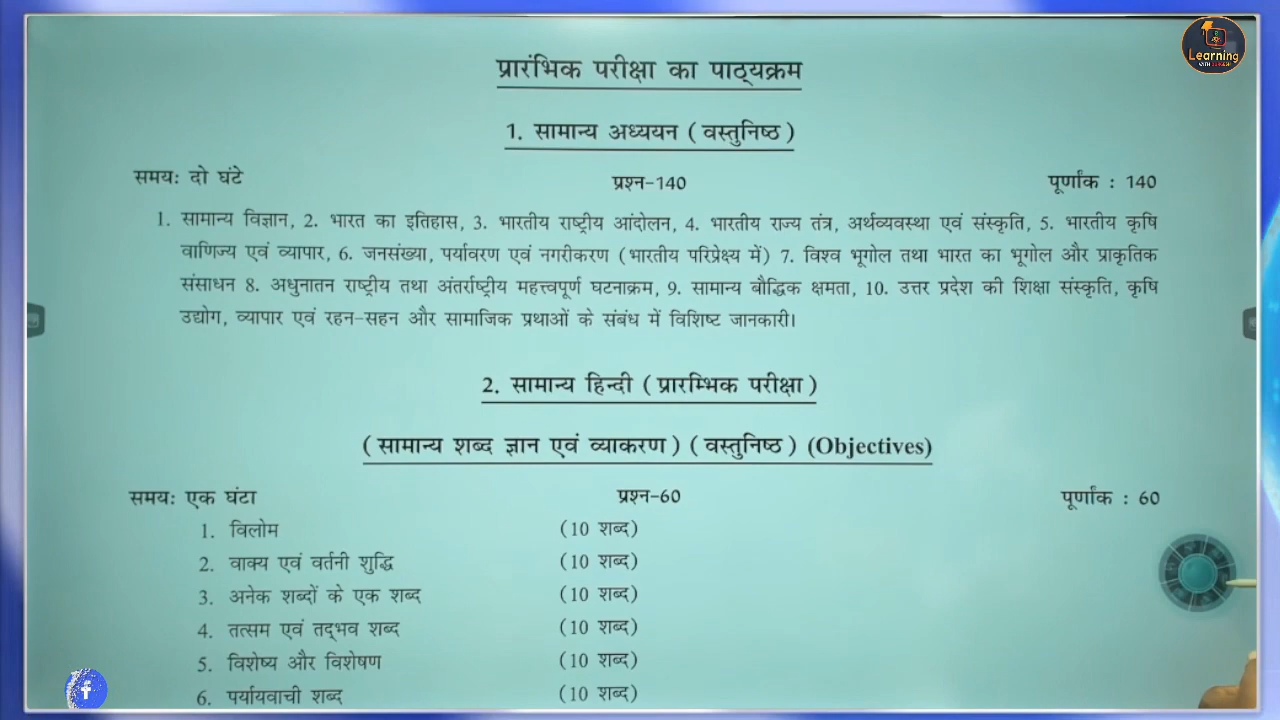 Learning
प्रारंभिक परीक्षा का पाठ्यक्रम
1. सामान्य अध्ययन (वस्तुनिष्ठ)
समयः दो घंटे प्रश्न-140 पूर्णांक : 140
1. सामान्य विज्ञान, 2. भारत का इतिहास, 3. भारतीय राष्ट्रीय आंदोलन, 4. भारतीय राज्य तंत्र, अर्थव्यवस्था एवं संस्कृति, 5. भारतीय कृषि
वाणिज्य एवं व्यापार, 6. जनसंख्या, पर्यावरण एवं नगरीकरण (भारतीय परिप्रेक्ष्य में) 7. विश्व भूगोल तथा भारत का भूगोल और प्राकृतिक
संसाधन 8. अधुनातन राष्ट्रीय तथा अंतर्राष्ट्रीय महत्त्वपूर्ण घटनाक्रम, 9. सामान्य बौद्धिक क्षमता, 10. उत्तर प्रदेश की शिक्षा संस्कृति, कृषि
उद्योग, व्यापार एवं रहन-सहन और सामाजिक प्रथाओं के संबंध में विशिष्ट जानकारी।
2. सामान्य हिन्दी (प्रारम्भिक परीक्षा)
(सामान्य शब्द ज्ञान एवं व्याकरण) (वस्तुनिष्ठ) (Objectives)
समयः एक घंटा प्रश्न-60 पूर्णांक : 60
1. विलोम (10 शब्द)
2. वाक्य एवं वर्तनी शुद्धि (10 शब्द)
3. अनेक शब्दों के एक शब्द (10 शब्द)
4. तत्सम एवं तद्भव शब्द (10 शब्द)
5. विशेष्य और विशेषण (10 शब्द)
6. पर्यायवाची शब्द (10 शब्द)
f